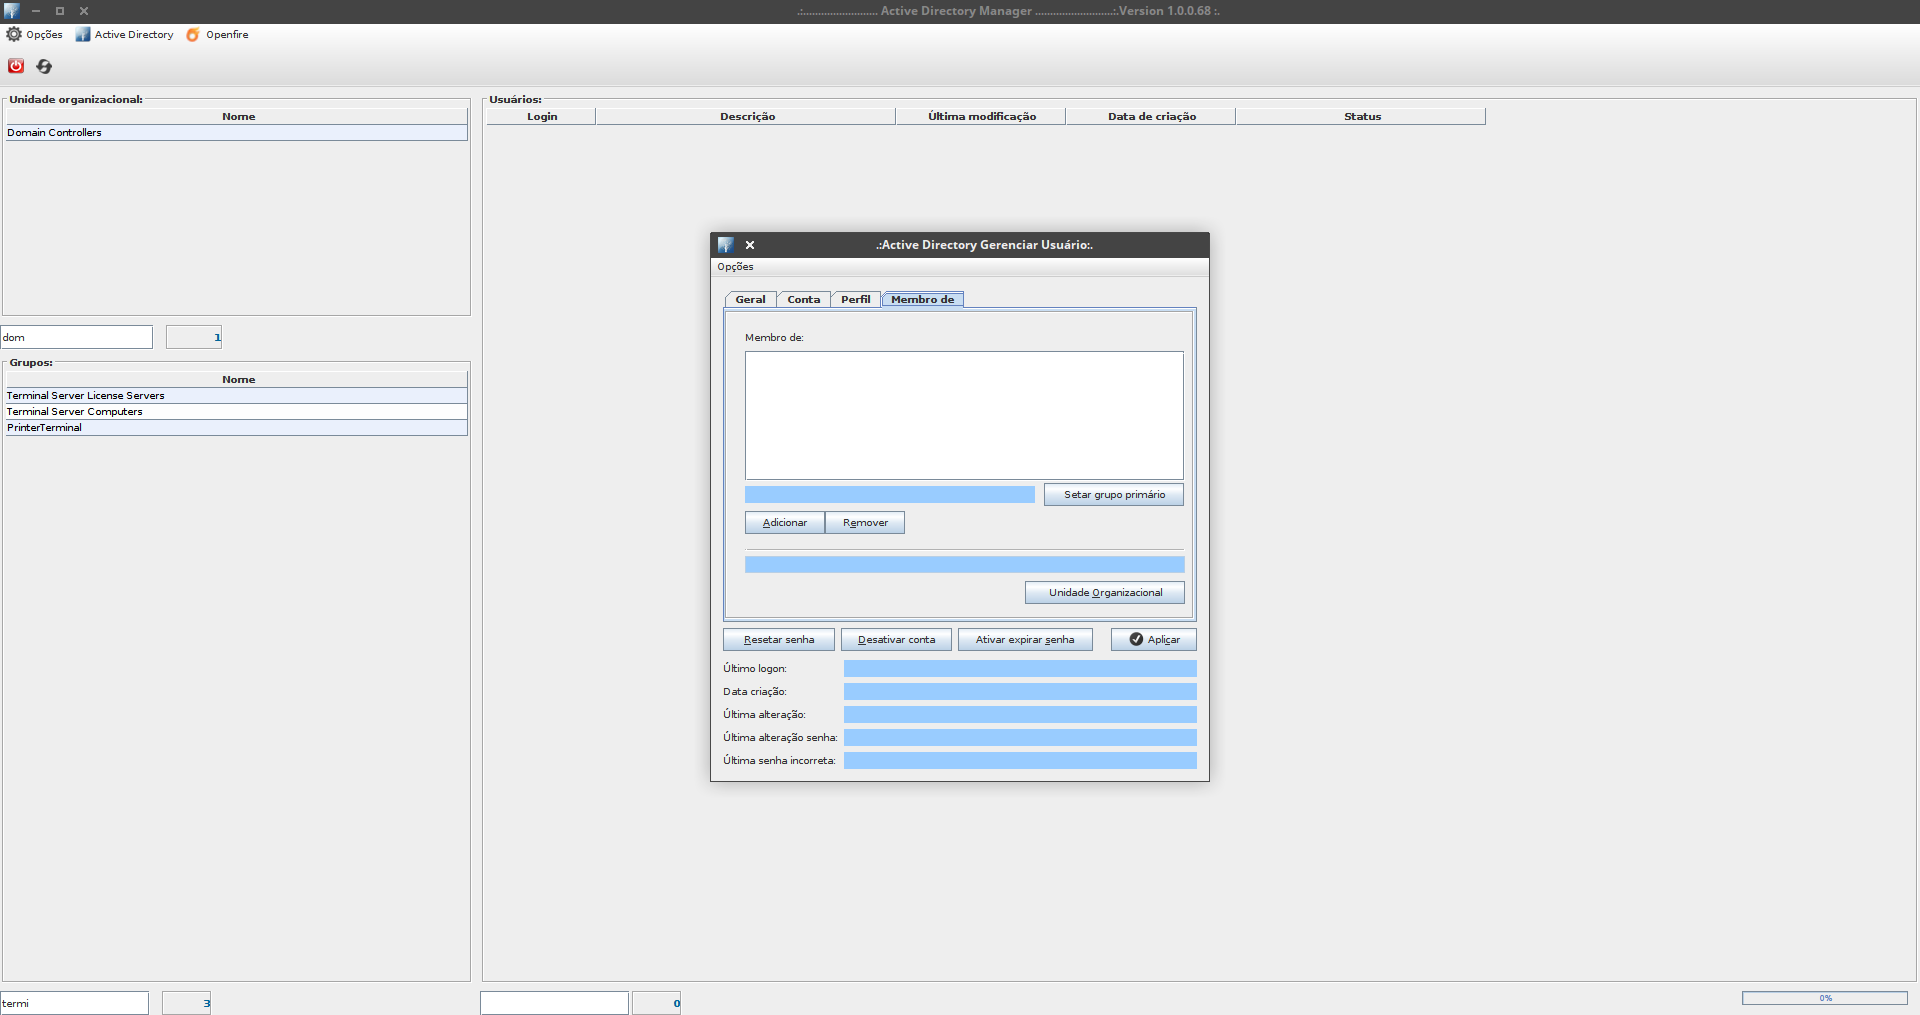 .:.......................... Active Directory Manager ..........................:.Version 1.0.0.68 :.
Opções Active Directory Openfire
Unidade organizacional:
Nome
Domain Controllers
dom 1
Grupos:
Nome
Terminal Server License Servers
Terminal Server Computers
PrinterTerminal
termi 3
Usuários:
Login Descrição Última modificação Data de criação Status
0
0%
.:Active Directory Gerenciar Usuário:.
Opções
Geral Conta Perfil Membro de
Membro de:
Setar grupo primário
Adicionar Remover
Unidade Organizacional
Resetar senha Desativar conta Ativar expirar senha Aplicar
Último logon:
Data criação:
Última alteração:
Última alteração senha:
Última senha incorreta: